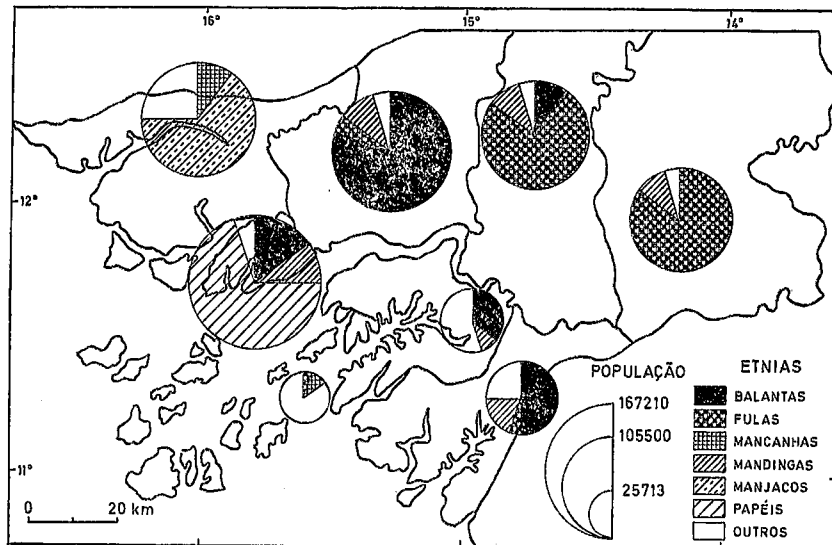 16° 15° 14°
12°
11°
0 20 km
POPULAÇÃO
167210
105500
25713
ETNIAS
BALANTAS
FULAS
MANCANHAS
MANDINGAS
MANJACOS
PAPÉIS
OUTROS